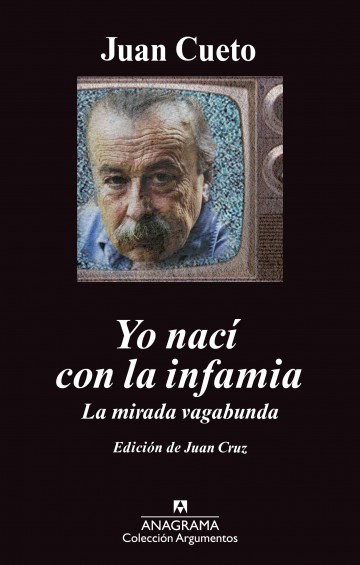 Juan Cueto
Yo nací
con la infamia
La mirada vagabunda
Edición de Juan Cruz
ANAGRAMA
Colección Argumentos